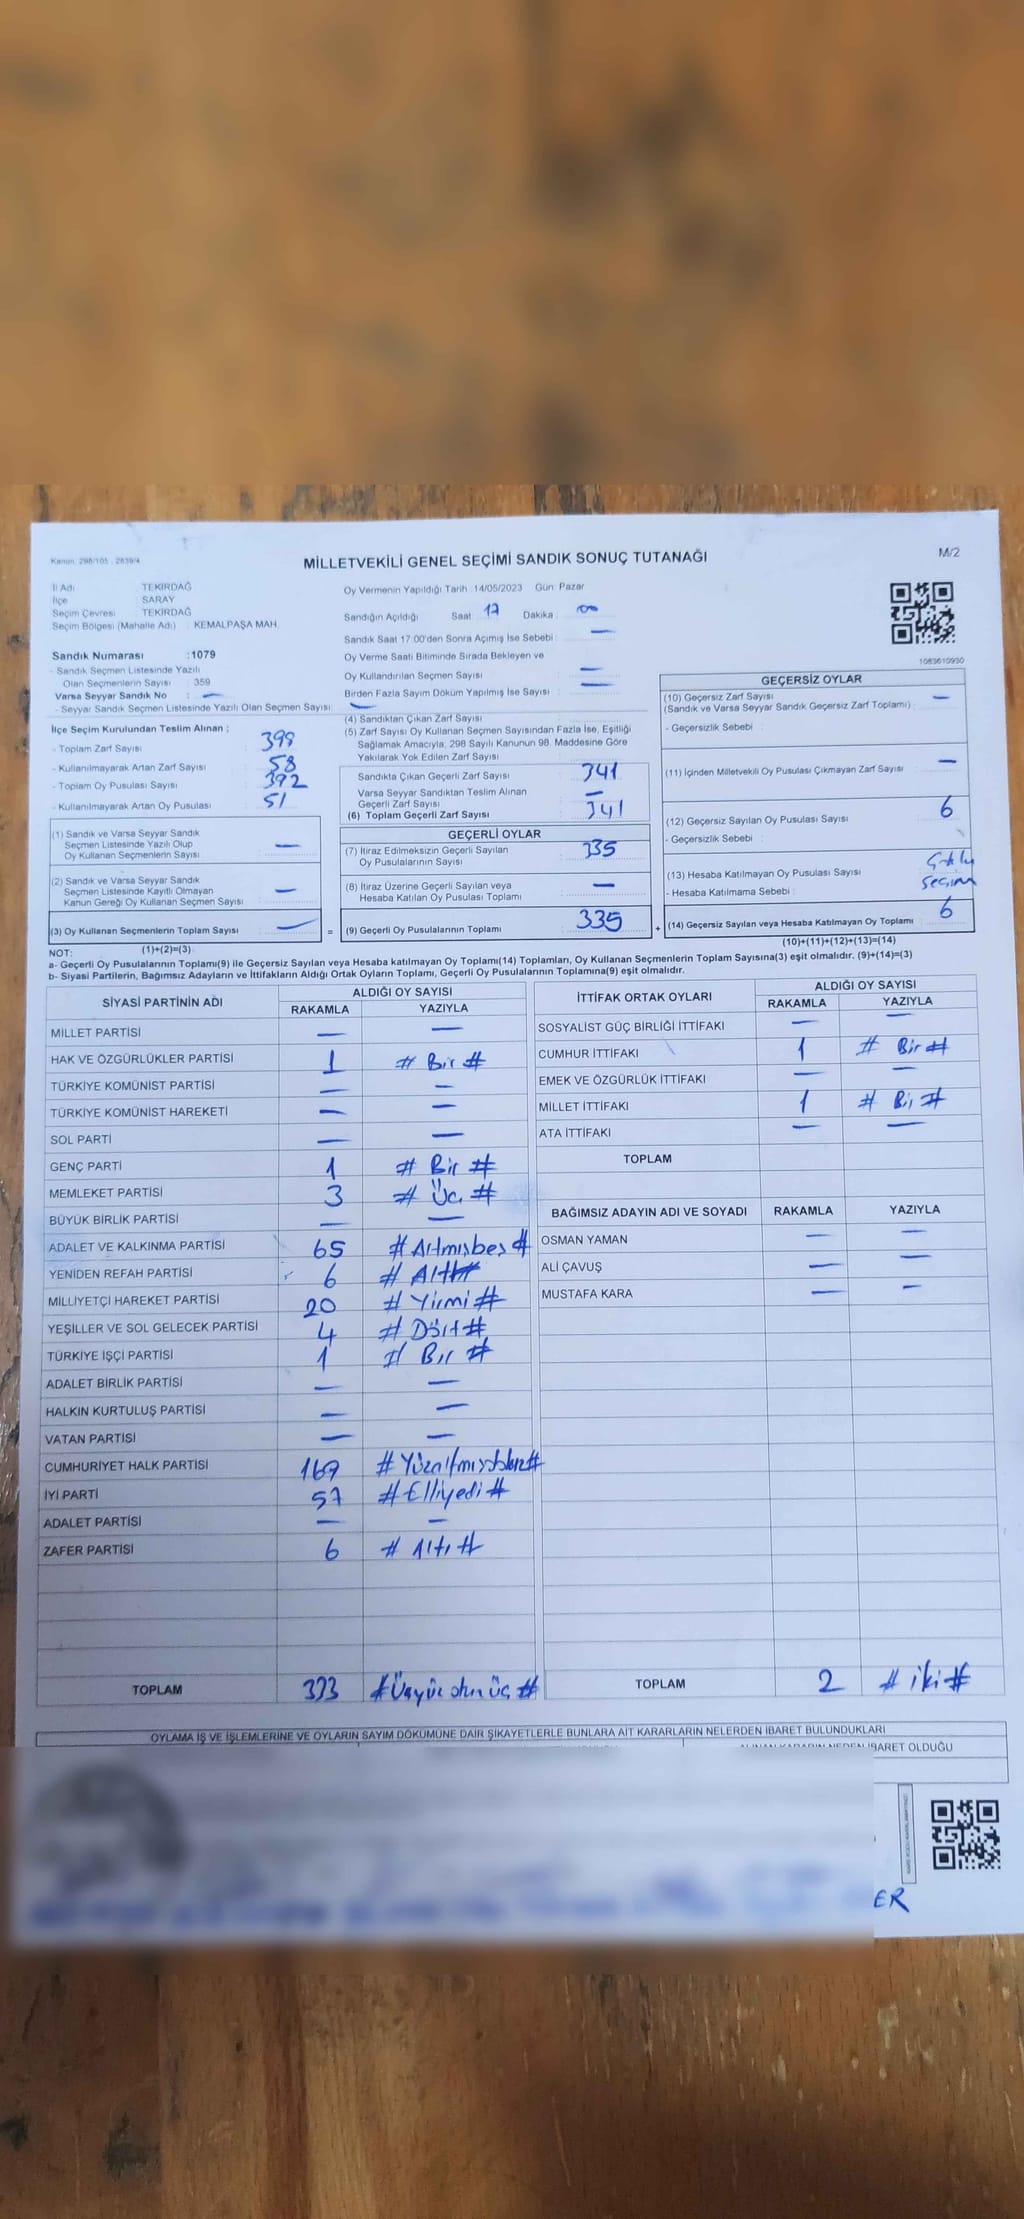 Kanun: 298/105 , 2839/4
MİLLETVEKİLİ GENEL SEÇİMİ SANDIK SONUÇ TUTANAĞI
M/2
İl Adı : TEKİRDAĞ
İlçe : SARAY
Seçim Çevresi : TEKİRDAĞ
Seçim Bölgesi (Mahalle Adı) : KEMALPAŞA MAH.
Sandık Numarası :1079
- Sandık Seçmen Listesinde Yazılı
Olan Seçmenlerin Sayısı : 359
Varsa Seyyar Sandık No : —
- Seyyar Sandık Seçmen Listesinde Yazılı Olan Seçmen Sayısı: —
Oy Vermenin Yapıldığı Tarih :14/05/2023 Gün: Pazar
Sandığın Açıldığı Saat : 17 Dakika : 00
Sandık Saat 17:00'den Sonra Açılmış İse Sebebi : —
Oy Verme Saati Bitiminde Sırada Bekleyen ve
Oy Kullandırılan Seçmen Sayısı : —
Birden Fazla Sayım Döküm Yapılmış İse Sayısı : —
1083610930
İlçe Seçim Kurulundan Teslim Alınan :
- Toplam Zarf Sayısı : 399
- Kullanılmayarak Artan Zarf Sayısı : 58
- Toplam Oy Pusulası Sayısı : 392
- Kullanılmayarak Artan Oy Pusulası : 51
(1) Sandık ve Varsa Seyyar Sandık
Seçmen Listesinde Yazılı Olup
Oy Kullanan Seçmenlerin Sayısı : —
(2) Sandık ve Varsa Seyyar Sandık
Seçmen Listesinde Kayıtlı Olmayan
Kanun Gereği Oy Kullanan Seçmen Sayısı : —
(3) Oy Kullanan Seçmenlerin Toplam Sayısı : —
(4) Sandıktan Çıkan Zarf Sayısı :
(5) Zarf Sayısı Oy Kullanan Seçmen Sayısından Fazla İse, Eşitliği
Sağlamak Amacıyla; 298 Sayılı Kanunun 98. Maddesine Göre
Yakılarak Yok Edilen Zarf Sayısı :
Sandıkta Çıkan Geçerli Zarf Sayısı : 341
Varsa Seyyar Sandıktan Teslim Alınan
Geçerli Zarf Sayısı : —
(6) Toplam Geçerli Zarf Sayısı : 341
GEÇERLİ OYLAR
(7) İtiraz Edilmeksizin Geçerli Sayılan
Oy Pusulalarının Sayısı : 335
(8) İtiraz Üzerine Geçerli Sayılan veya
Hesaba Katılan Oy Pusulası Toplamı : —
= (9) Geçerli Oy Pusulalarının Toplamı : 335
GEÇERSİZ OYLAR
(10) Geçersiz Zarf Sayısı : —
(Sandık ve Varsa Seyyar Sandık Geçersiz Zarf Toplamı) :
- Geçersizlik Sebebi :
(11) İçinden Milletvekili Oy Pusulası Çıkmayan Zarf Sayısı : —
(12) Geçersiz Sayılan Oy Pusulası Sayısı : 6
- Geçersizlik Sebebi :
(13) Hesaba Katılmayan Oy Pusulası Sayısı :
- Hesaba Katılmama Sebebi : seçim
+ (14) Geçersiz Sayılan veya Hesaba Katılmayan Oy Toplamı : 6
NOT: (1)+(2)=(3) (10)+(11)+(12)+(13)=(14)
a- Geçerli Oy Pusulalarının Toplamı(9) ile Geçersiz Sayılan veya Hesaba katılmayan Oy Toplamı(14) Toplamları, Oy Kullanan Seçmenlerin Toplam Sayısına(3) eşit olmalıdır. (9)+(14)=(3)
b- Siyasi Partilerin, Bağımsız Adayların ve İttifakların Aldığı Ortak Oyların Toplamı, Geçerli Oy Pusulalarının Toplamına(9) eşit olmalıdır.
SİYASİ PARTİNİN ADI ALDIĞI OY SAYISI
RAKAMLA YAZIYLA
MİLLET PARTİSİ — —
HAK VE ÖZGÜRLÜKLER PARTİSİ 1 # Bir #
TÜRKİYE KOMÜNİST PARTİSİ — —
TÜRKİYE KOMÜNİST HAREKETİ — —
SOL PARTİ — —
GENÇ PARTİ 1 # Bir #
MEMLEKET PARTİSİ 3 # Üç #
BÜYÜK BİRLİK PARTİSİ — —
ADALET VE KALKINMA PARTİSİ 65 #Altmışbeş #
YENİDEN REFAH PARTİSİ 6 # Altı#
MİLLİYETÇİ HAREKET PARTİSİ 20 # Yirmi #
YEŞİLLER VE SOL GELECEK PARTİSİ 4 # Dört #
TÜRKİYE İŞÇİ PARTİSİ 1 # Bir #
ADALET BİRLİK PARTİSİ — —
HALKIN KURTULUŞ PARTİSİ — —
VATAN PARTİSİ — —
CUMHURİYET HALK PARTİSİ 169 #Yüzaltmışdokuz#
İYİ PARTİ 57 #Elliyedi #
ADALET PARTİSİ — —
ZAFER PARTİSİ 6 # Altı #
TOPLAM 333 #Üçyüz otuz üç #
İTTİFAK ORTAK OYLARI ALDIĞI OY SAYISI
RAKAMLA YAZIYLA
SOSYALİST GÜÇ BİRLİĞİ İTTİFAKI — —
CUMHUR İTTİFAKI 1 # Bir #
EMEK VE ÖZGÜRLÜK İTTİFAKI — —
MİLLET İTTİFAKI 1 # Bir #
ATA İTTİFAKI — —
TOPLAM
BAĞIMSIZ ADAYIN ADI VE SOYADI RAKAMLA YAZIYLA
OSMAN YAMAN — —
ALİ ÇAVUŞ — —
MUSTAFA KARA — —
TOPLAM 2 # iki #
OYLAMA İŞ VE İŞLEMLERİNE VE OYLARIN SAYIM DÖKÜMÜNE DAİR ŞİKAYETLERLE BUNLARA AİT KARARLARIN NELERDEN İBARET BULUNDUKLARI
ALINAN KARARIN NEDEN İBARET OLDUĞU
ER